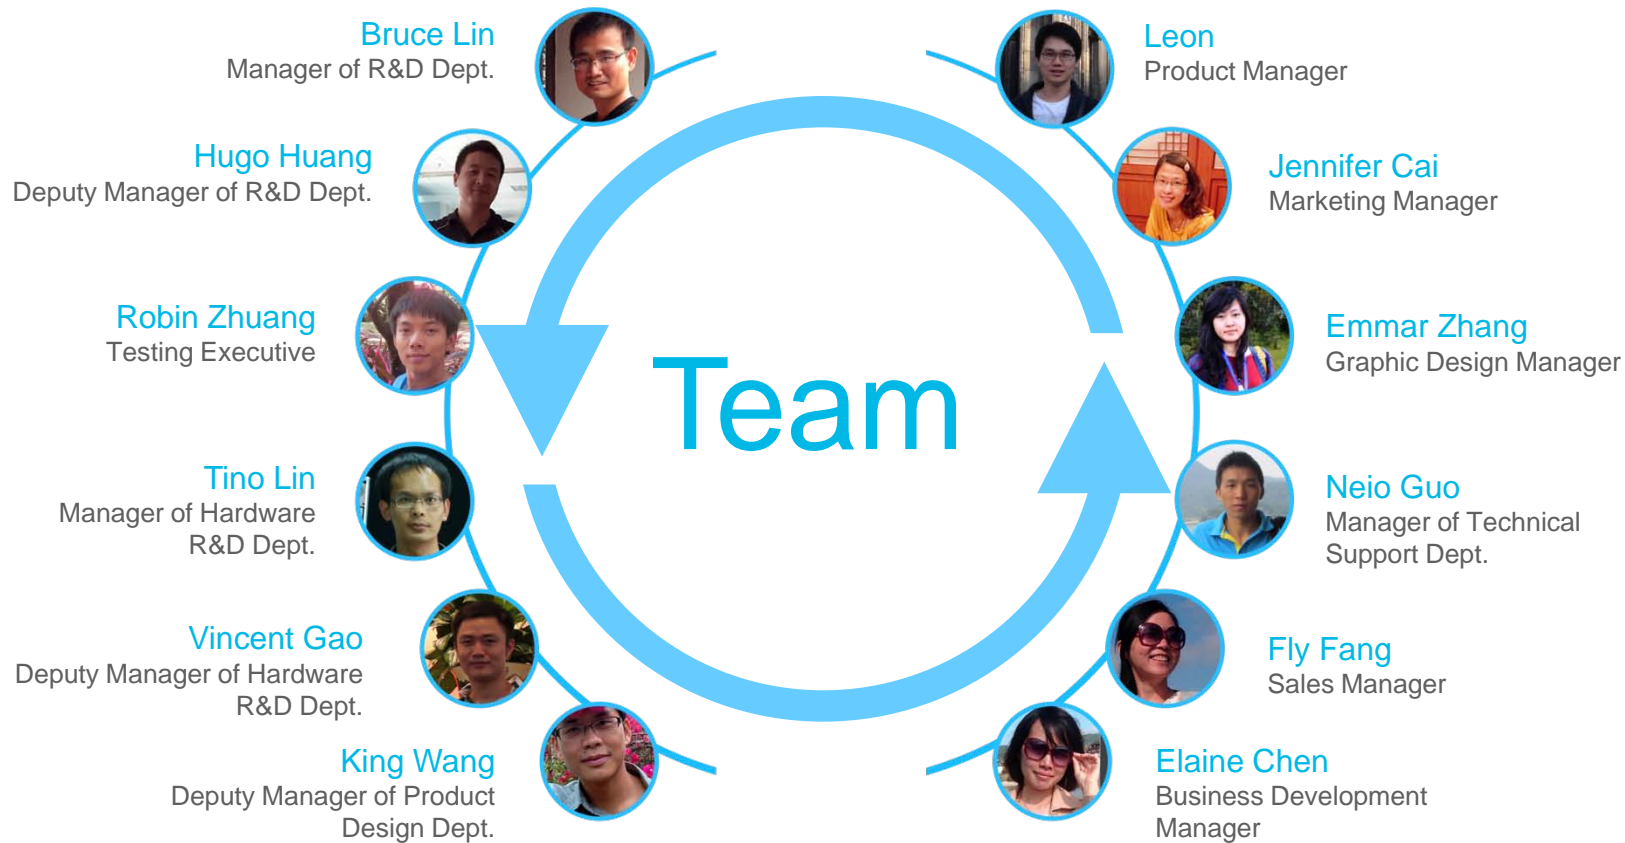 Bruce Lin
Manager of R&D Dept.
Hugo Huang
Deputy Manager of R&D Dept.
Robin Zhuang
Testing Executive
Tino Lin
Manager of Hardware
R&D Dept.
Vincent Gao
Deputy Manager of Hardware
R&D Dept.
King Wang
Deputy Manager of Product
Design Dept.
Team
Leon
Product Manager
Jennifer Cai
Marketing Manager
Emmar Zhang
Graphic Design Manager
Neio Guo
Manager of Technical
Support Dept.
Fly Fang
Sales Manager
Elaine Chen
Business Development
Manager